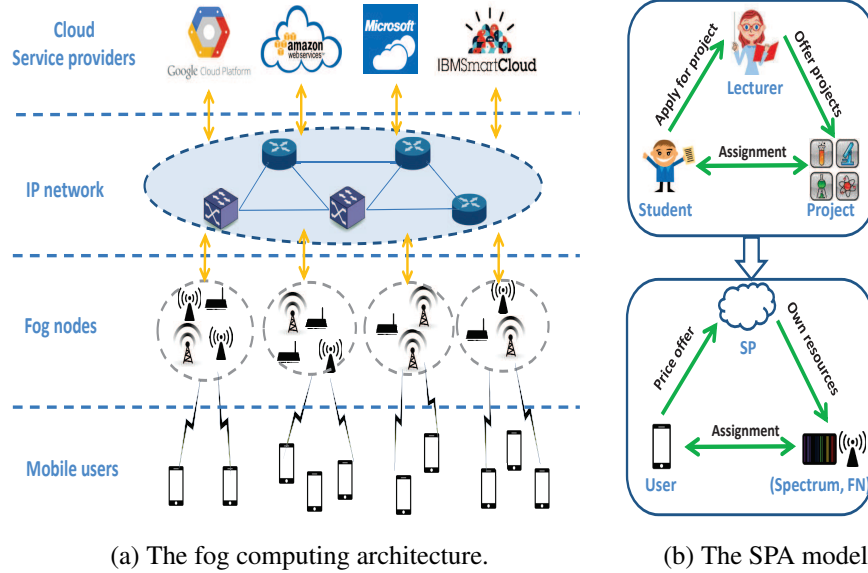 Cloud
Service providers
Google Cloud Platform
amazon
webservices™
Microsoft
IBMSmartCloud
IP network
Fog nodes
Mobile users
(a) The fog computing architecture.
Lecturer
Apply for project
Offer projects
Assignment
Student
Project
SP
Price offer
Own resources
Assignment
User
(Spectrum, FN)
(b) The SPA model